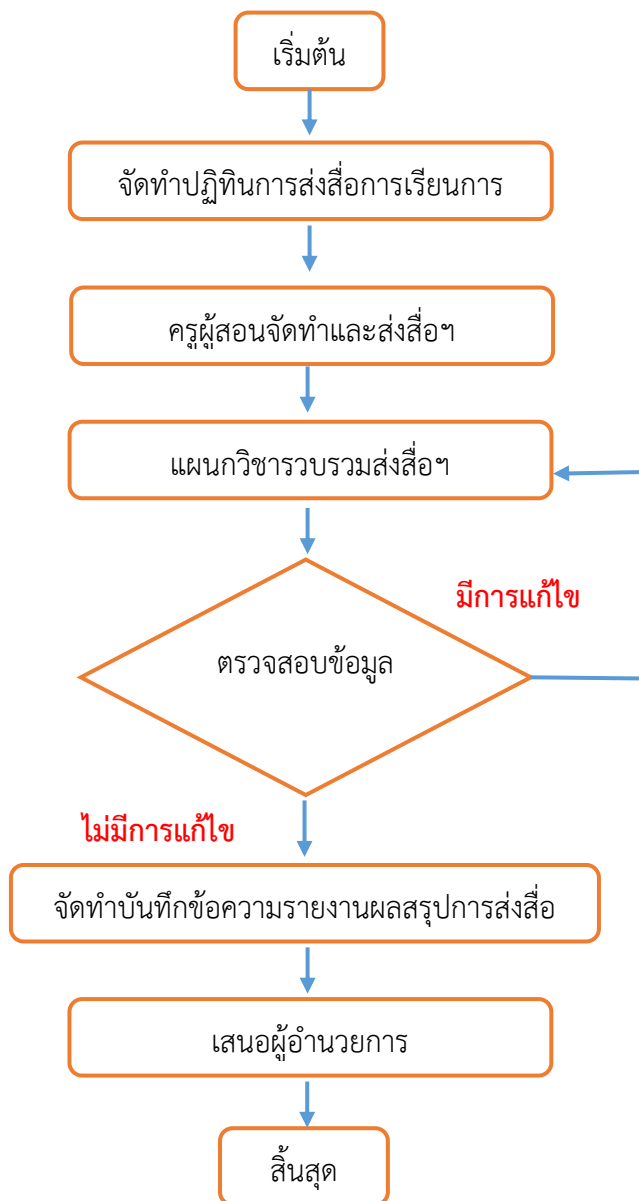 เริ่มต้น
จัดทำปฏิทินการส่งสื่อการเรียนการ
ครูผู้สอนจัดทำและส่งสื่อฯ
แผนกวิชารวบรวมส่งสื่อฯ
มีการแก้ไข
ตรวจสอบข้อมูล
ไม่มีการแก้ไข
จัดทำบันทึกข้อความรายงานผลสรุปการส่งสื่อ
เสนอผู้อำนวยการ
สิ้นสุด